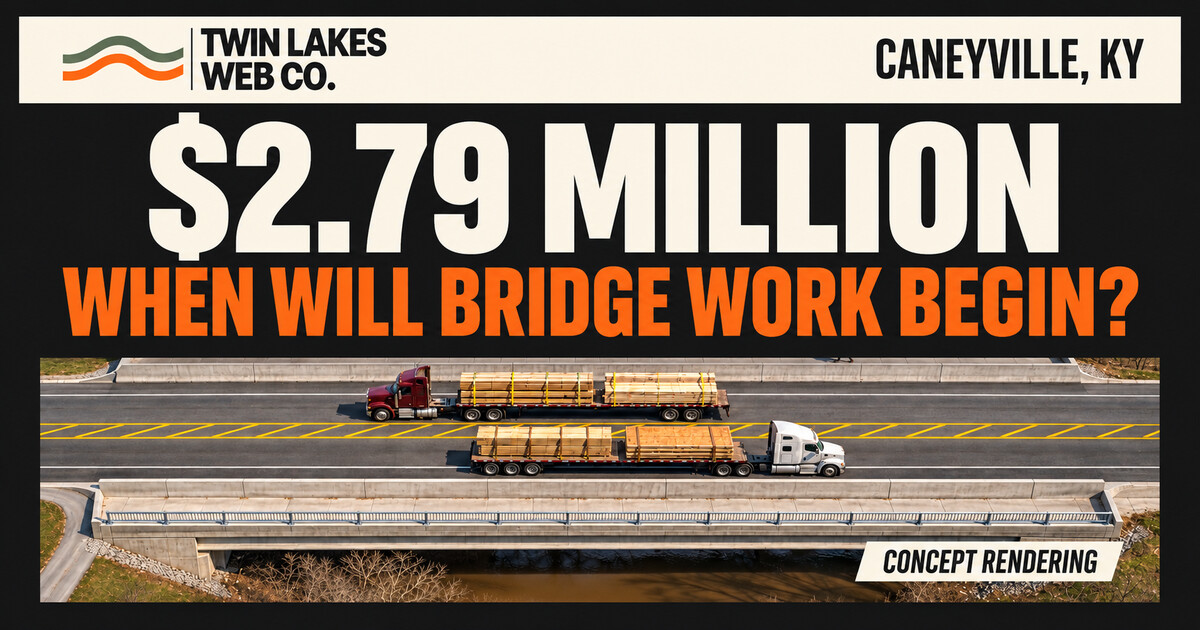 TWIN LAKES
WEB CO.
CANEYVILLE, KY
$2.79 MILLION
WHEN WILL BRIDGE WORK BEGIN?
CONCEPT RENDERING